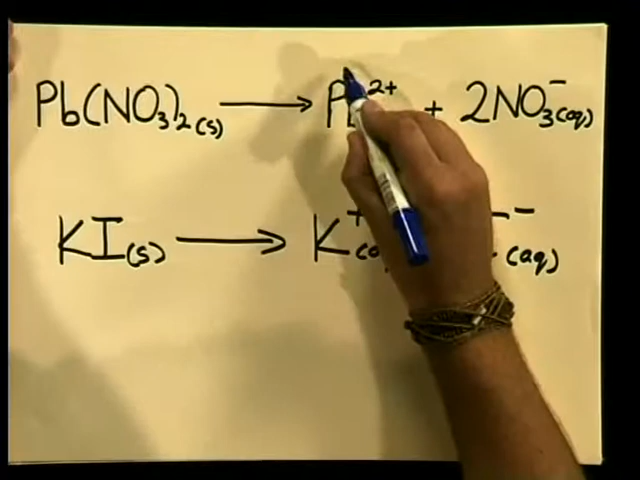 Pb(NO₃)₂(s) → P 2+ + 2NO₃⁻(aq)
KI(s) → K⁺ ⁻(aq)